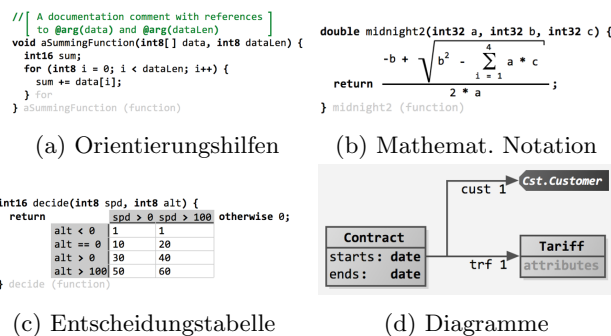 //[ A documentation comment with references ]
[ to @arg(data) and @arg(dataLen) ]
void aSummingFunction(int8[] data, int8 dataLen) {
int16 sum;
for (int8 i = 0; i < dataLen; i++) {
sum += data[i];
} for
} aSummingFunction (function)
(a) Orientierungshilfen
double midnight2(int32 a, int32 b, int32 c) {
4
-b + √ b² - ∑ a * c
i = 1
return ;
2 * a
} midnight2 (function)
(b) Mathemat. Notation
int16 decide(int8 spd, int8 alt) {
return spd > 0 spd > 100 otherwise 0;
alt < 0 1 1
alt == 0 10 20
alt > 0 30 40
alt > 100 50 60
} decide (function)
(c) Entscheidungstabelle
cust 1 Cst.Customer
Contract
starts: date
ends: date
trf 1
Tariff
attributes
(d) Diagramme